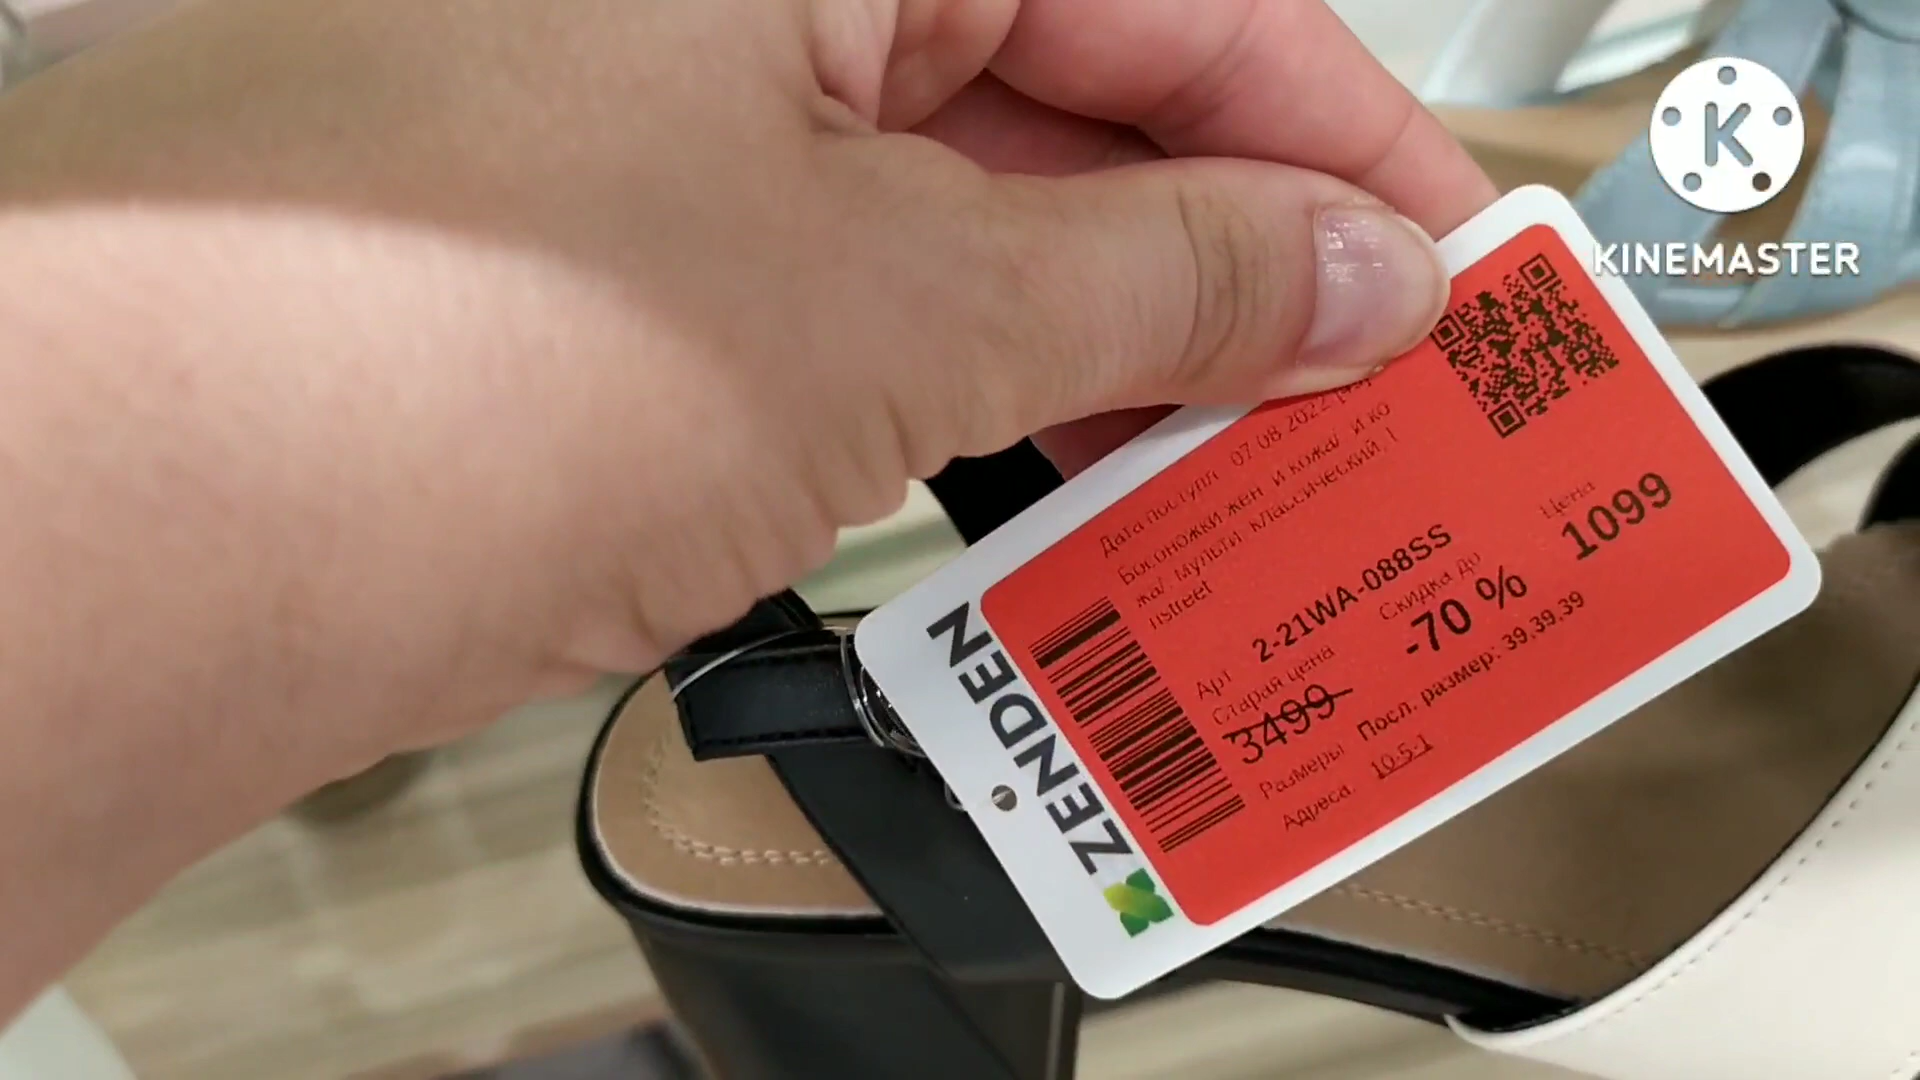 KINEMASTER
ZENDEN
Дата поступл 07 08 2022
Босоножки жен и кожа/ и ко
жа/ мульти классический, I
nstreet
Арт 2-21WA-088SS
Старая цена Скидка до Цена
3499 -70 % 1099
Размеры Посл. размер: 39,39,39
Адреса: 10-5-1